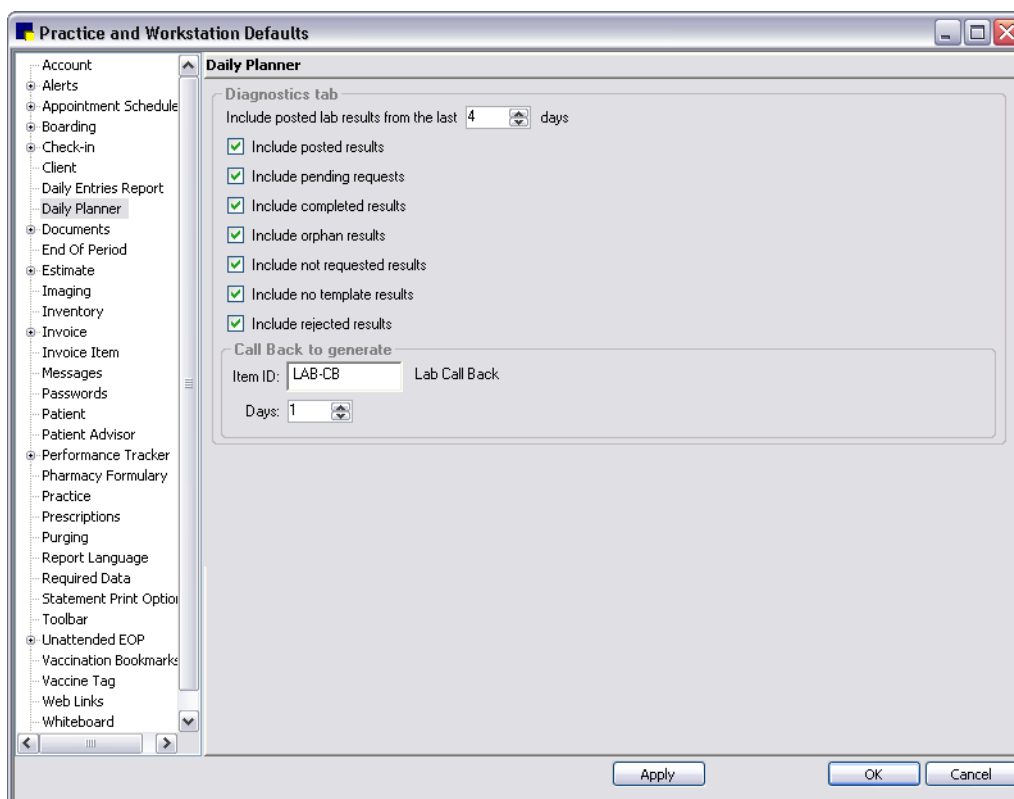 Practice and Workstation Defaults
Account
Alerts
Appointment Schedule
Boarding
Check-in
Client
Daily Entries Report
Daily Planner
Documents
End Of Period
Estimate
Imaging
Inventory
Invoice
Invoice Item
Messages
Passwords
Patient
Patient Advisor
Performance Tracker
Pharmacy Formulary
Practice
Prescriptions
Purging
Report Language
Required Data
Statement Print Option
Toolbar
Unattended EOP
Vaccination Bookmarks
Vaccine Tag
Web Links
Whiteboard
Daily Planner
Diagnostics tab
Include posted lab results from the last 4 days
Include posted results
Include pending requests
Include completed results
Include orphan results
Include not requested results
Include no template results
Include rejected results
Call Back to generate
Item ID: LAB-CB Lab Call Back
Days: 1
Apply OK Cancel